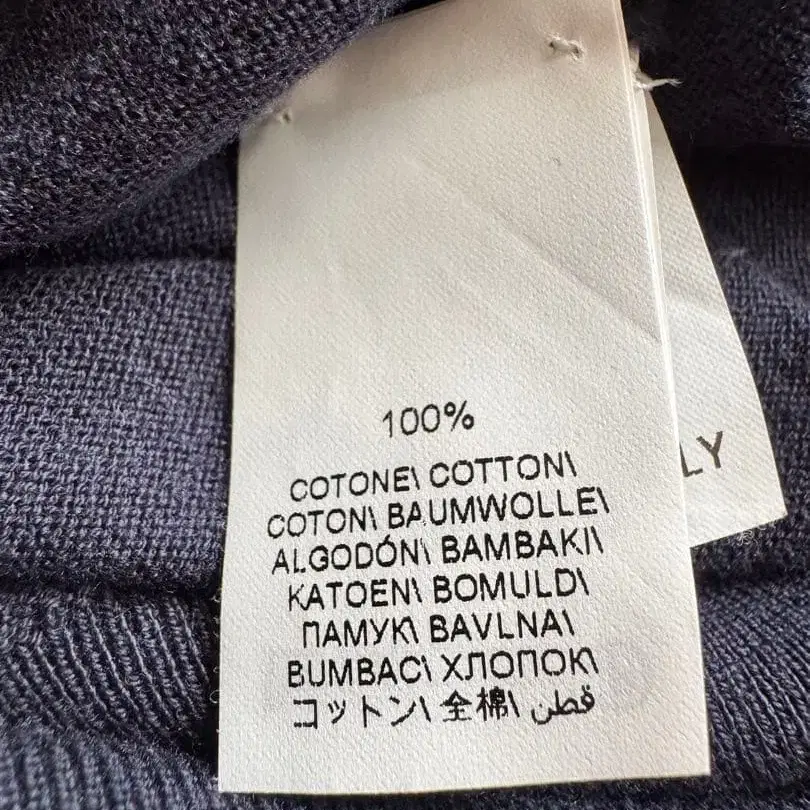 100%
COTONE\ COTTON\
COTON\ BAUMWOLLE\
ALGODÓN\ BAMBAKI\
KATOEN\ BOMULD\
ПАМУК\ BAVLNA\
BUMBAC\ ХЛОПОК\
コットン\ 全棉\ قطن
LY